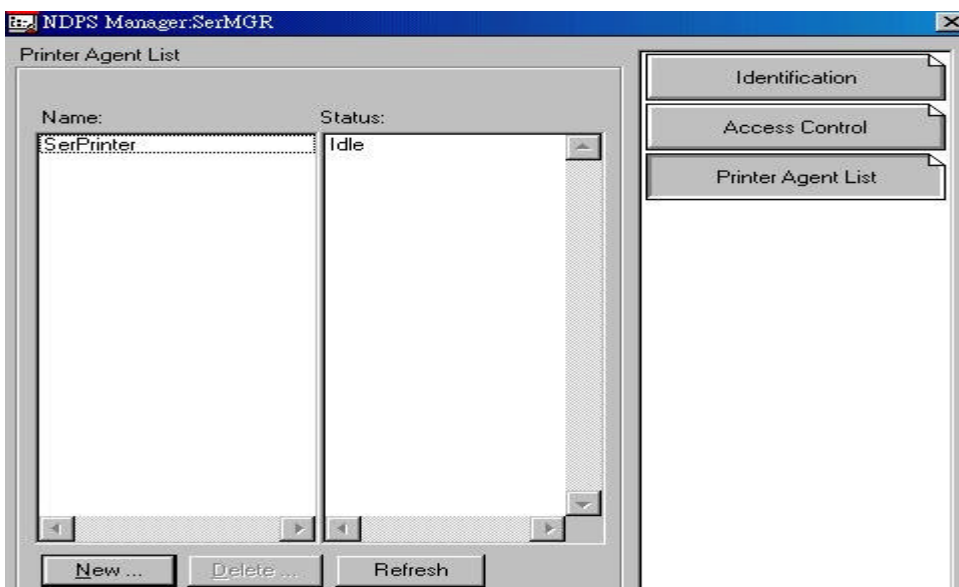 NDPS Manager:SerMGR
Printer Agent List
Name:
Status:
SerPrinter
Idle
New ...
Delete ...
Refresh
Identification
Access Control
Printer Agent List